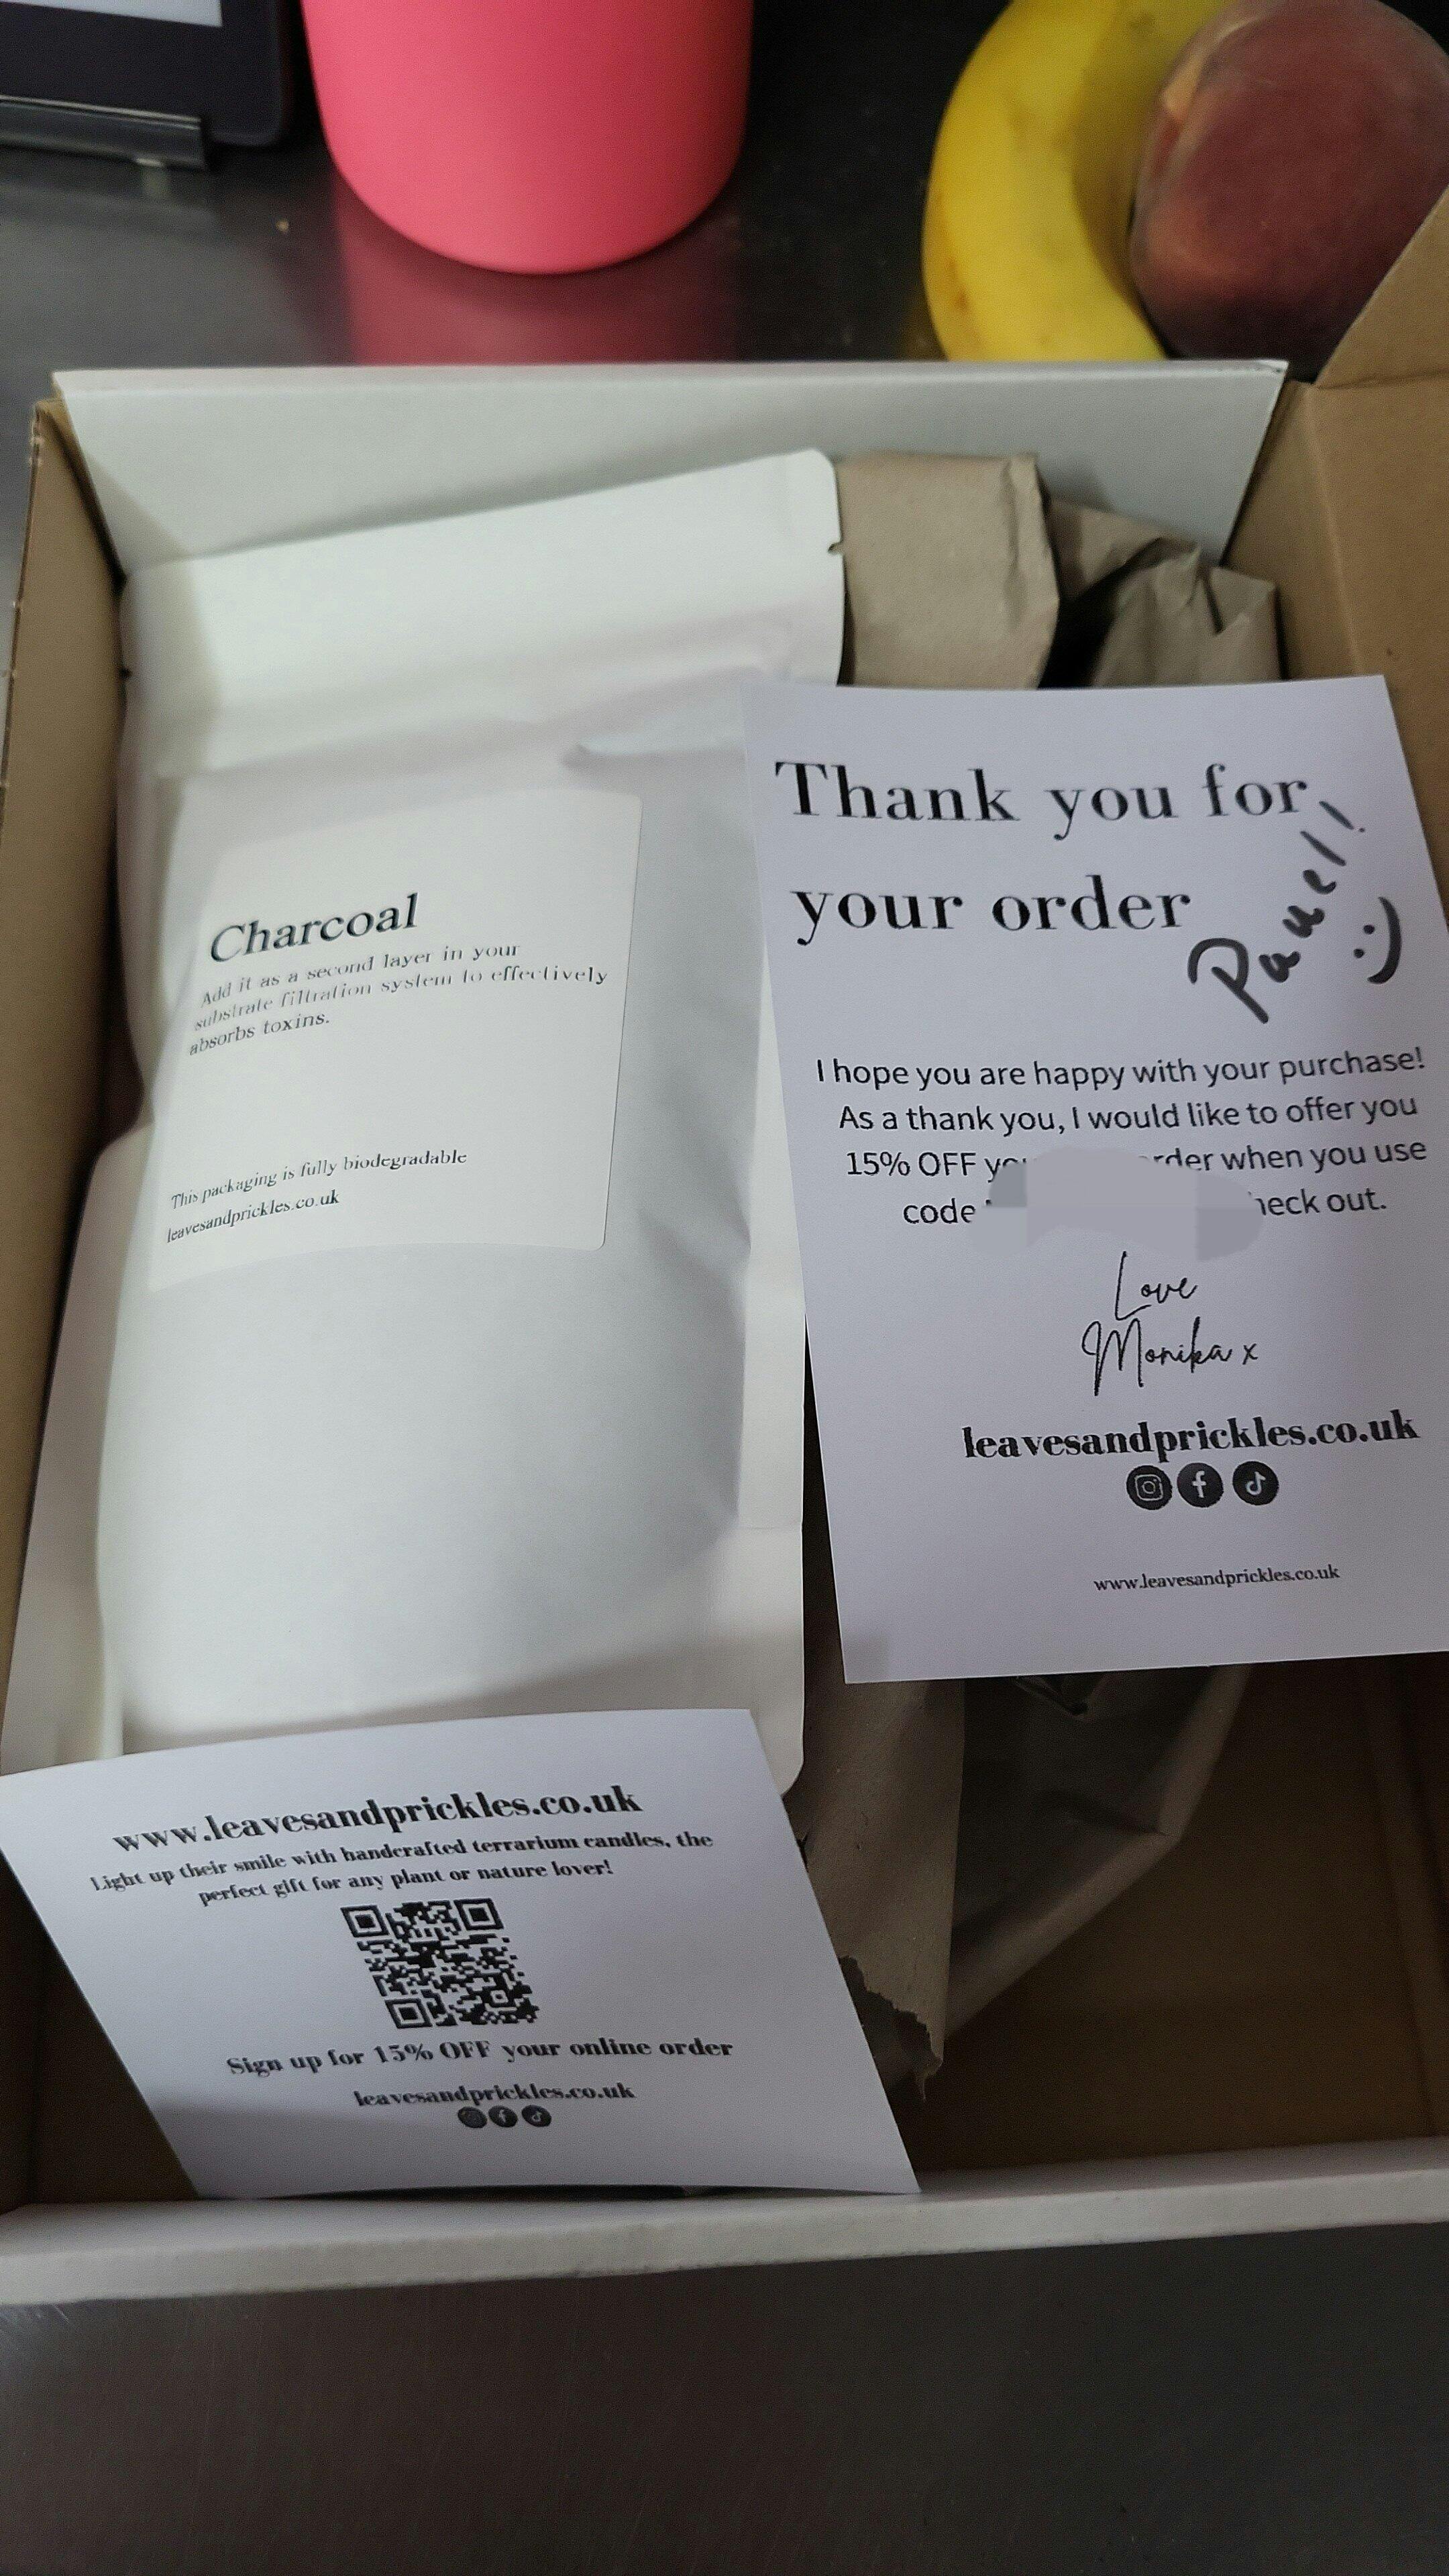 Charcoal
Add it as a second layer in your
substrate filtration system to effectively
absorbs toxins.
This packaging is fully biodegradable
leavesandprickles.co.uk
Thank you for
your order
Pawel!
:)
I hope you are happy with your purchase!
As a thank you, I would like to offer you
15% OFF when you use
code out.
Love
Monika x
leavesandprickles.co.uk
www.leavesandprickles.co.uk
www.leavesandprickles.co.uk
Light up their smile with handcrafted terrarium candles, the
perfect gift for any plant or nature lover!
Sign up for 15% OFF your online order
leavesandprickles.co.uk